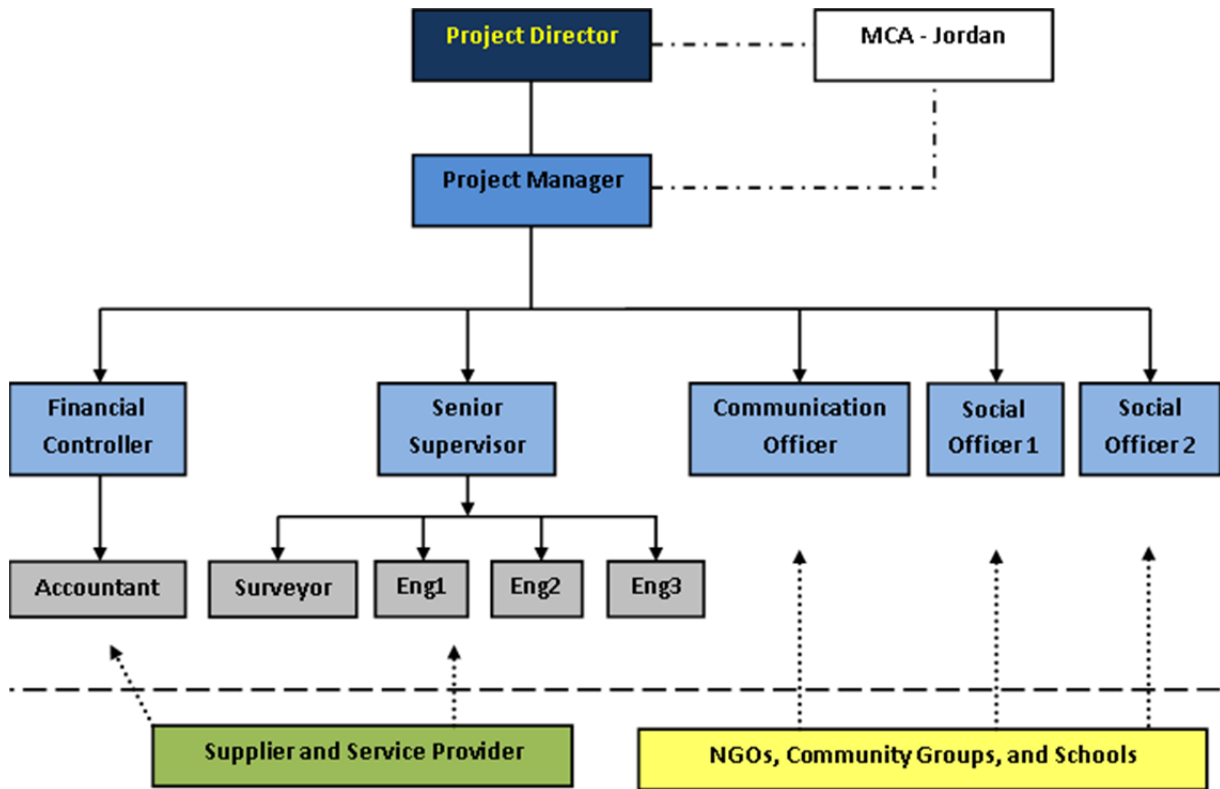 Project Director
MCA - Jordan
Project Manager
Financial
Controller
Senior
Supervisor
Communication
Officer
Social
Officer 1
Social
Officer 2
Accountant
Surveyor
Eng1
Eng2
Eng3
Supplier and Service Provider
NGOs, Community Groups, and Schools